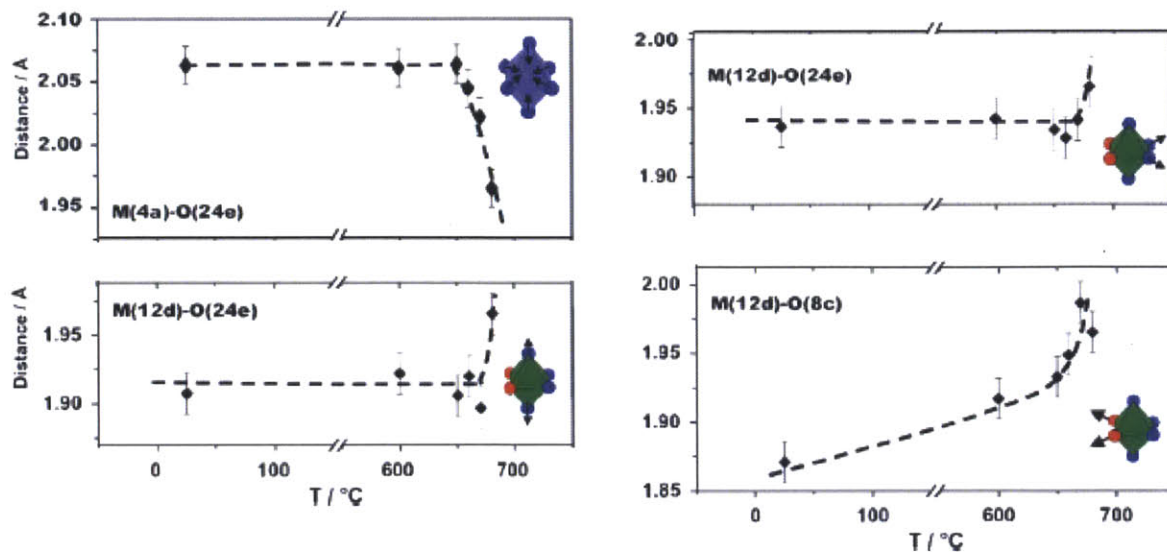 2.10
2.05
2.00
1.95
Distance / Å
M(4a)-O(24e)
M(12d)-O(24e)
1.95
1.90
Distance / Å
0
100
600
700
T / °C
2.00
1.95
1.90
M(12d)-O(24e)
M(12d)-O(8c)
2.00
1.95
1.90
1.85
0
100
600
700
T / °C